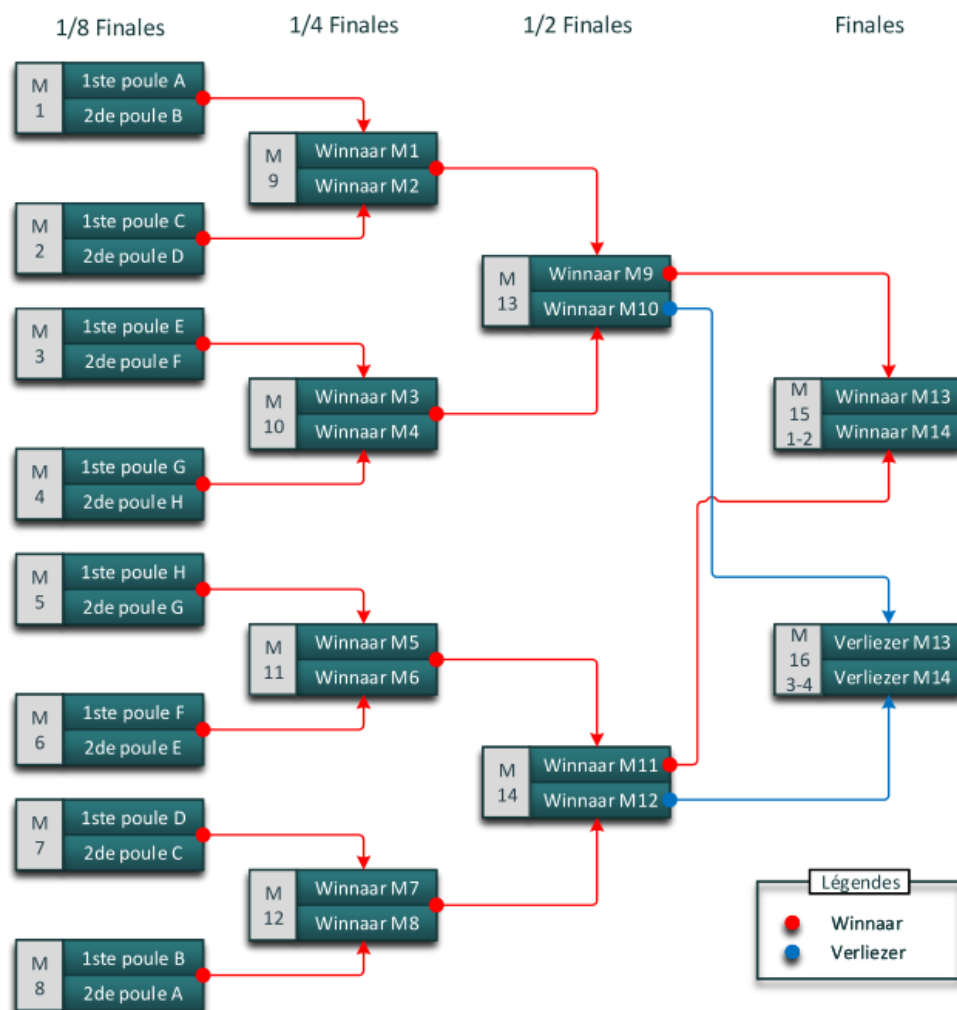 1/8 Finales
1/4 Finales
1/2 Finales
Finales
M
1
1ste poule A
2de poule B
M
2
1ste poule C
2de poule D
M
3
1ste poule E
2de poule F
M
4
1ste poule G
2de poule H
M
5
1ste poule H
2de poule G
M
6
1ste poule F
2de poule E
M
7
1ste poule D
2de poule C
M
8
1ste poule B
2de poule A
M
9
Winnaar M1
Winnaar M2
M
10
Winnaar M3
Winnaar M4
M
11
Winnaar M5
Winnaar M6
M
12
Winnaar M7
Winnaar M8
M
13
Winnaar M9
Winnaar M10
M
14
Winnaar M11
Winnaar M12
M
15
1-2
Winnaar M13
Winnaar M14
M
16
3-4
Verliezer M13
Verliezer M14
Légendes
Winnaar
Verliezer